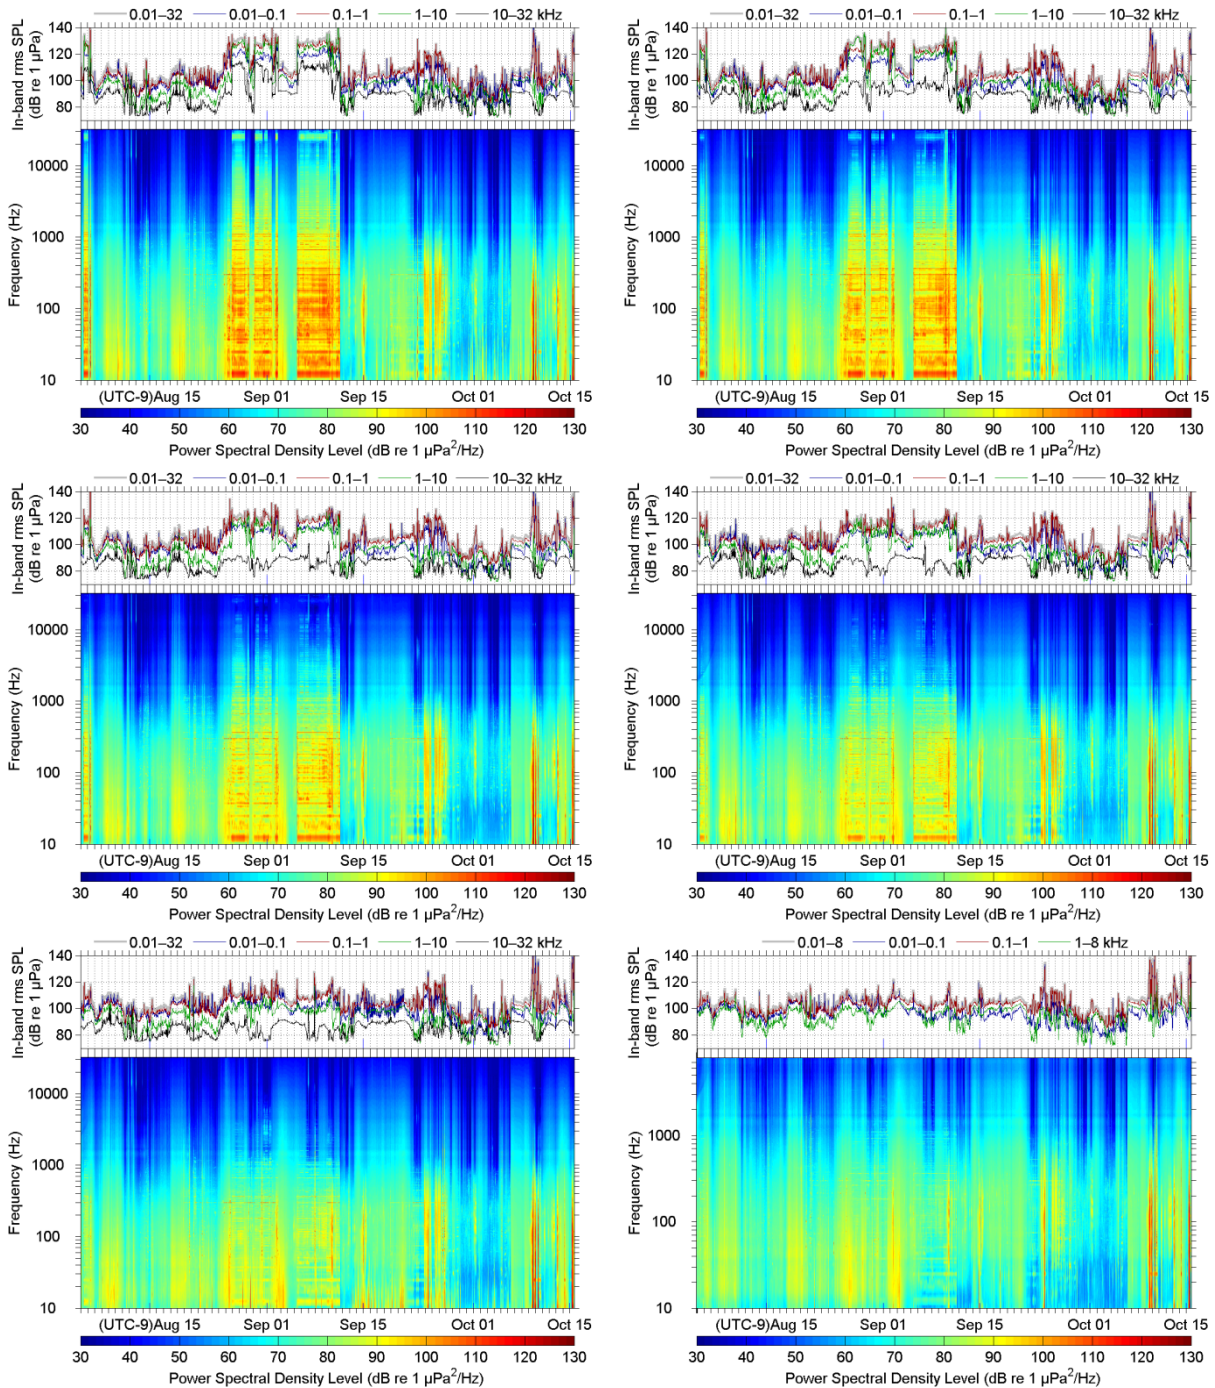 0.01–32 0.01–0.1 0.1–1 1–10 10–32 kHz
In-band rms SPL
(dB re 1 µPa)
140
120
100
80
Frequency (Hz)
10000
1000
100
10
(UTC-9) Aug 15 Sep 01 Sep 15 Oct 01 Oct 15
30 40 50 60 70 80 90 100 110 120 130
Power Spectral Density Level (dB re 1 µPa²/Hz)
0.01–32 0.01–0.1 0.1–1 1–10 10–32 kHz
In-band rms SPL
(dB re 1 µPa)
140
120
100
80
Frequency (Hz)
10000
1000
100
10
(UTC-9) Aug 15 Sep 01 Sep 15 Oct 01 Oct 15
30 40 50 60 70 80 90 100 110 120 130
Power Spectral Density Level (dB re 1 µPa²/Hz)
0.01–32 0.01–0.1 0.1–1 1–10 10–32 kHz
In-band rms SPL
(dB re 1 µPa)
140
120
100
80
Frequency (Hz)
10000
1000
100
10
(UTC-9) Aug 15 Sep 01 Sep 15 Oct 01 Oct 15
30 40 50 60 70 80 90 100 110 120 130
Power Spectral Density Level (dB re 1 µPa²/Hz)
0.01–32 0.01–0.1 0.1–1 1–10 10–32 kHz
In-band rms SPL
(dB re 1 µPa)
140
120
100
80
Frequency (Hz)
10000
1000
100
10
(UTC-9) Aug 15 Sep 01 Sep 15 Oct 01 Oct 15
30 40 50 60 70 80 90 100 110 120 130
Power Spectral Density Level (dB re 1 µPa²/Hz)
0.01–32 0.01–0.1 0.1–1 1–10 10–32 kHz
In-band rms SPL
(dB re 1 µPa)
140
120
100
80
Frequency (Hz)
10000
1000
100
10
(UTC-9) Aug 15 Sep 01 Sep 15 Oct 01 Oct 15
30 40 50 60 70 80 90 100 110 120 130
Power Spectral Density Level (dB re 1 µPa²/Hz)
0.01–8 0.01–0.1 0.1–1 1–8 kHz
In-band rms SPL
(dB re 1 µPa)
140
120
100
80
Frequency (Hz)
1000
100
10
(UTC-9) Aug 15 Sep 01 Sep 15 Oct 01 Oct 15
30 40 50 60 70 80 90 100 110 120 130
Power Spectral Density Level (dB re 1 µPa²/Hz)